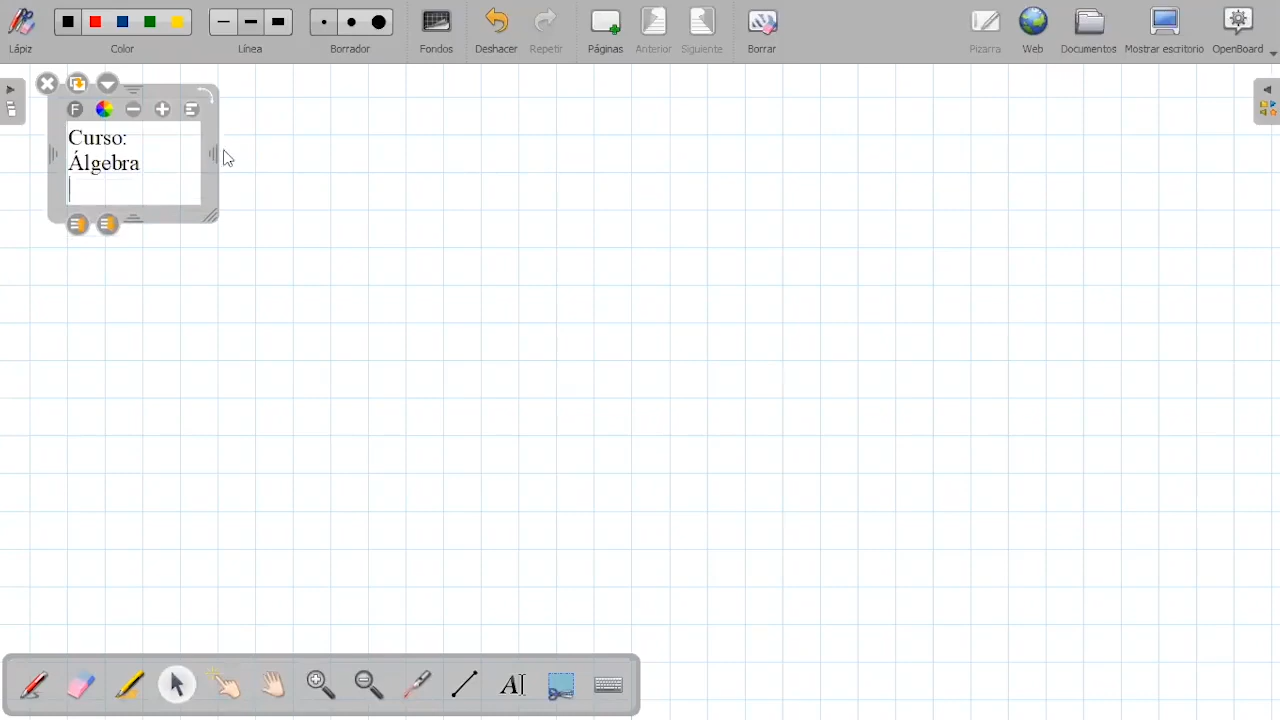 Lápiz
Color
Línea
Borrador
Fondos
Deshacer
Repetir
Páginas
Anterior
Siguiente
Borrar
Pizarra
Web
Documentos
Mostrar escritorio
OpenBoard
F
Curso:
Álgebra
AI